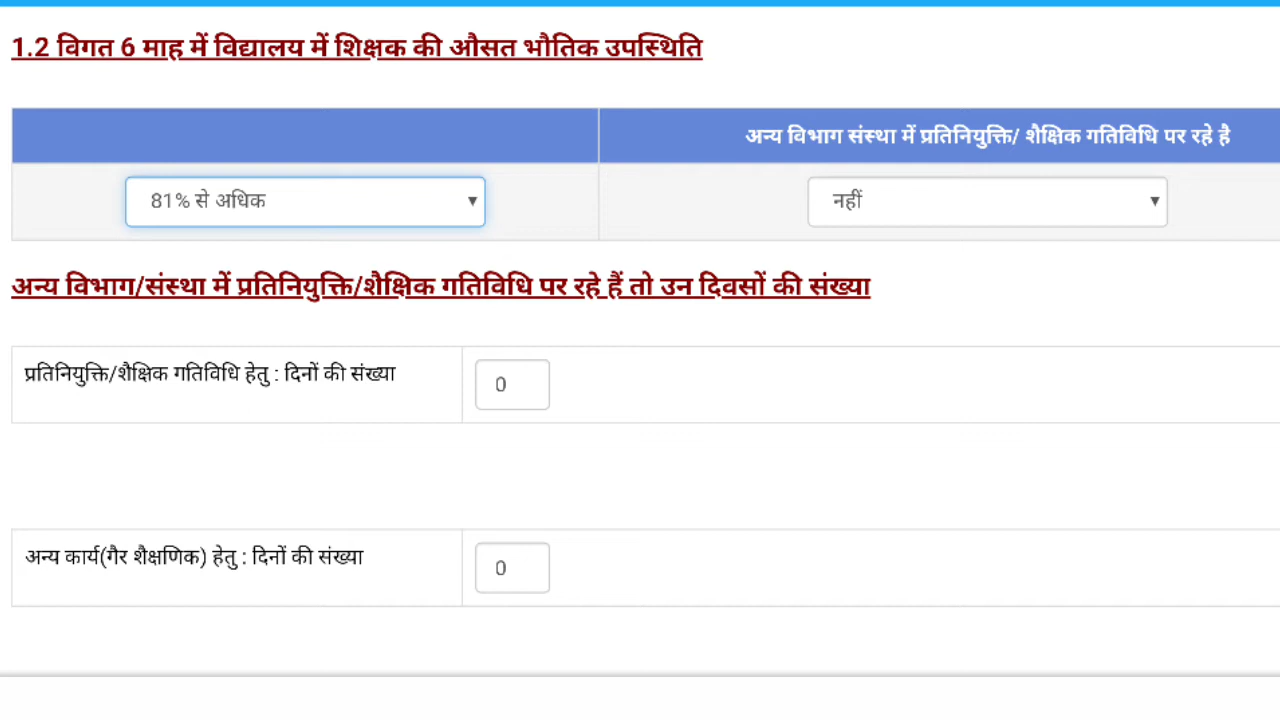 1.2 विगत 6 माह में विद्यालय में शिक्षक की औसत भौतिक उपस्थिति
अन्य विभाग संस्था में प्रतिनियुक्ति/ शैक्षिक गतिविधि पर रहे है
81% से अधिक
नहीं
अन्य विभाग/संस्था में प्रतिनियुक्ति/शैक्षिक गतिविधि पर रहे हैं तो उन दिवसों की संख्या
प्रतिनियुक्ति/शैक्षिक गतिविधि हेतु : दिनों की संख्या
0
अन्य कार्य(गैर शैक्षणिक) हेतु : दिनों की संख्या
0